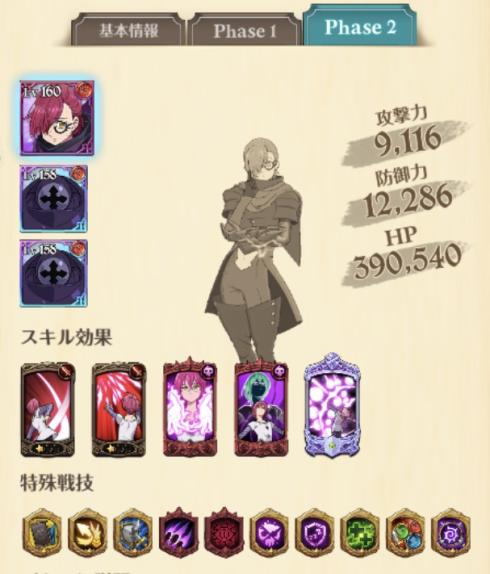 基本情報
Phase 1
Phase 2
Lv.160
Lv.158
Lv.158
攻撃力
9,116
防御力
12,286
HP
390,540
スキル効果
特殊戦技